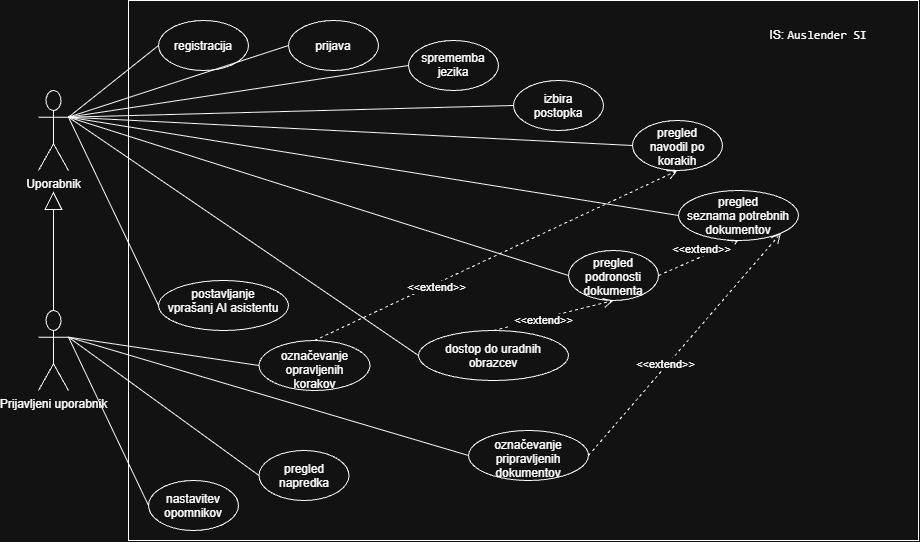 IS: Auslender SI
registracija
prijava
sprememba
jezika
izbira
postopka
pregled
navodil po
korakih
Uporabnik
pregled
seznama potrebnih
dokumentov
<<extend>>
pregled
podronosti
dokumenta
<<extend>>
postavljanje
vprašanj AI asistentu
<<extend>>
dostop do uradnih
obrazcev
označevanje
opravljenih
korakov
<<extend>>
Prijavljeni uporabnik
označevanje
pripravljenih
dokumentov
pregled
napredka
nastavitev
opomnikov